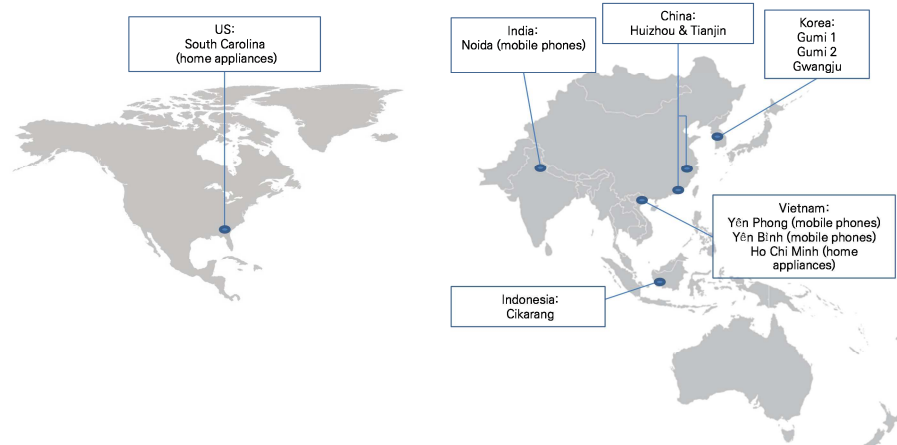 US:
South Carolina
(home appliances)
India:
Noida (mobile phones)
China:
Huizhou & Tianjin
Korea:
Gumi 1
Gumi 2
Gwangju
Vietnam:
Yên Phong (mobile phones)
Yên Bình (mobile phones)
Ho Chi Minh (home
appliances)
Indonesia:
Cikarang